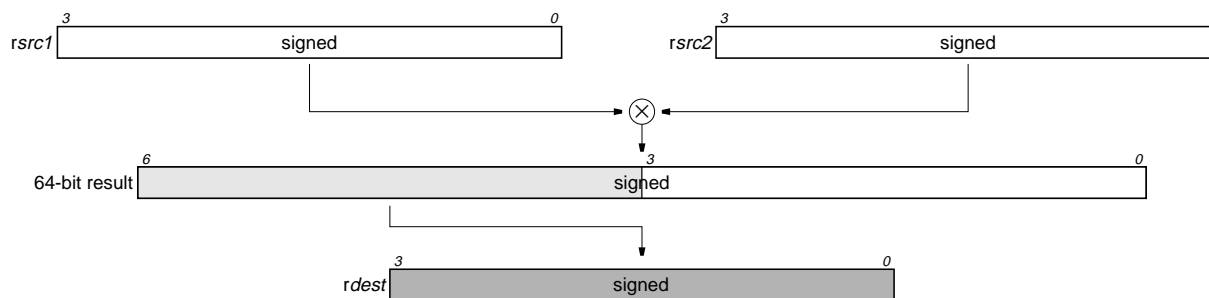 3 0 3
rsrc1 signed rsrc2 signed
6 3 0
64-bit result signed
3 0
rdest signed